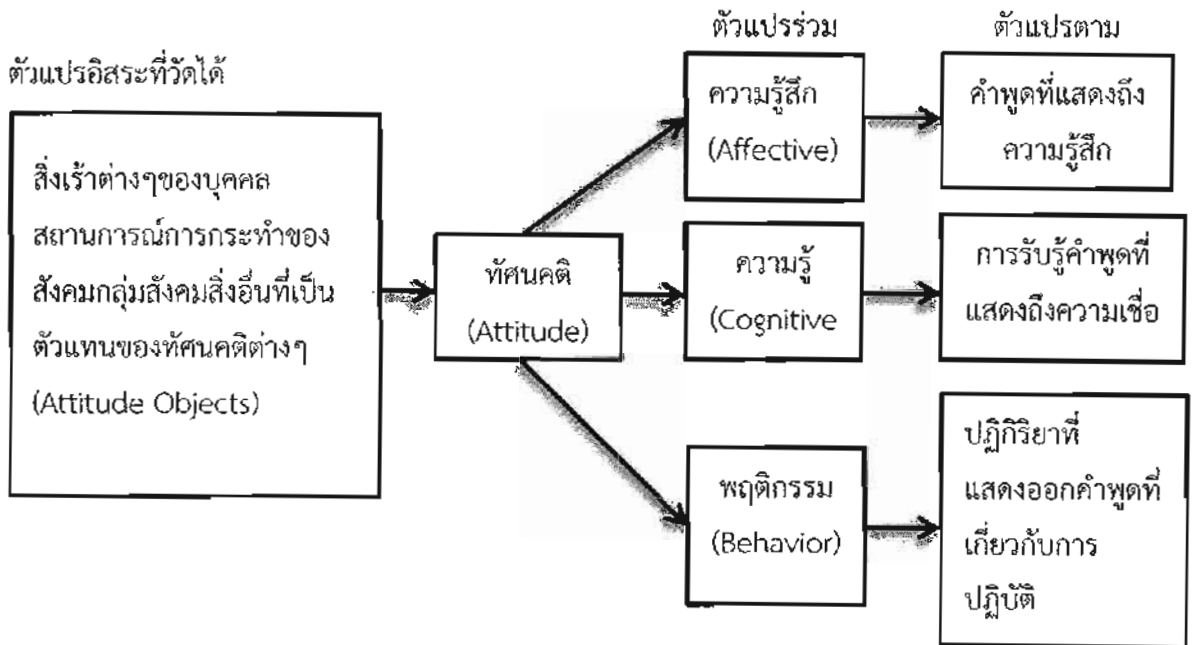 ตัวแปรร่วม
ตัวแปรตาม
ตัวแปรอิสระที่วัดได้
สิ่งเร้าต่างๆของบุคคล
สถานการณ์การกระทำของ
สังคมกลุ่มสังคมสิ่งอื่นที่เป็น
ตัวแทนของทัศนคติต่างๆ
(Attitude Objects)
ทัศนคติ
(Attitude)
ความรู้สึก
(Affective)
คำพูดที่แสดงถึง
ความรู้สึก
ความรู้
(Cognitive
การรับรู้คำพูดที่
แสดงถึงความเชื่อ
พฤติกรรม
(Behavior)
ปฏิกิริยาที่
แสดงออกคำพูดที่
เกี่ยวกับการ
ปฏิบัติ